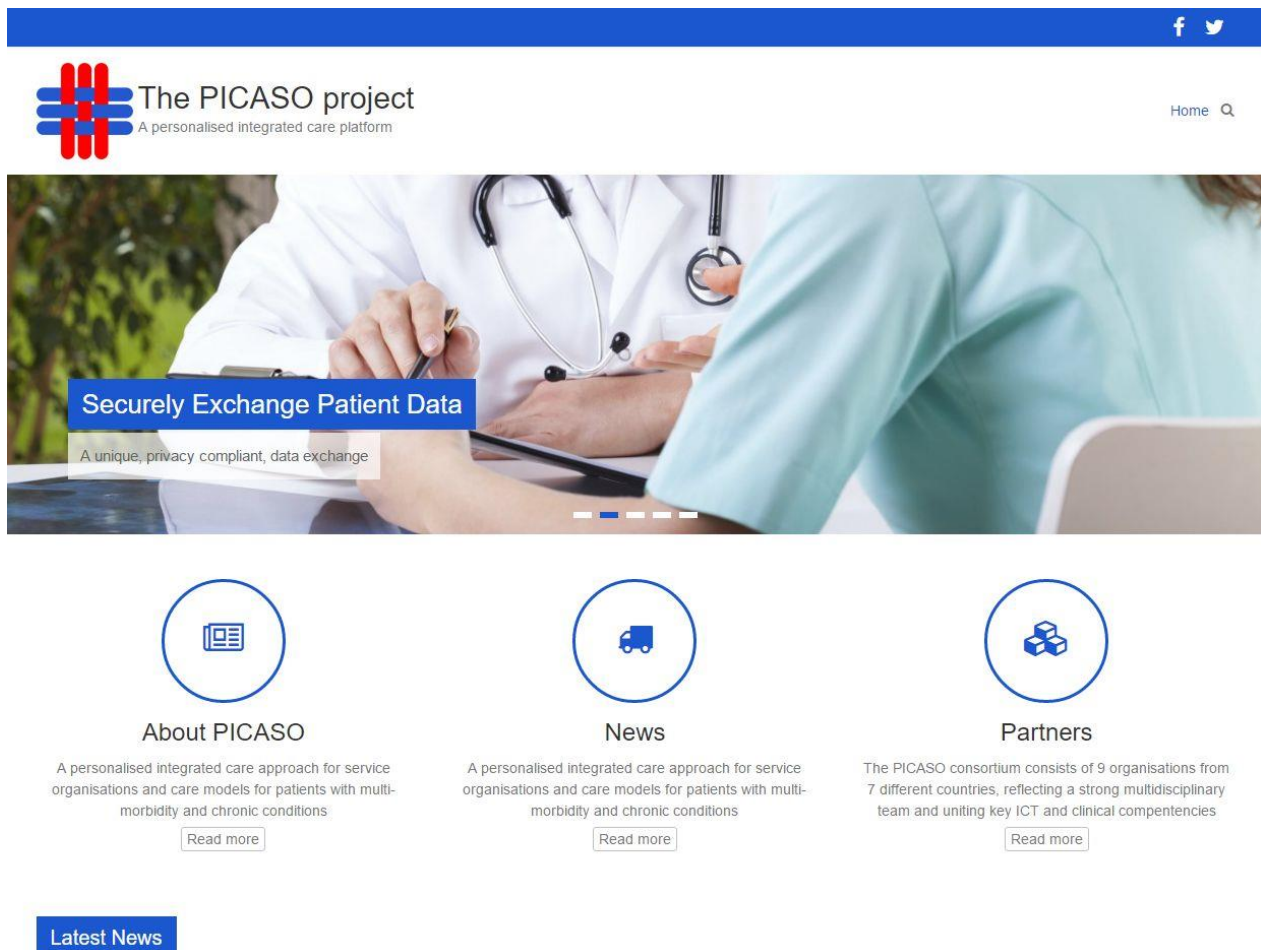 The PICASO project
A personalised integrated care platform
Home
Securely Exchange Patient Data
A unique, privacy compliant, data exchange
About PICASO
A personalised integrated care approach for service
organisations and care models for patients with multi-
morbidity and chronic conditions
Read more
News
A personalised integrated care approach for service
organisations and care models for patients with multi-
morbidity and chronic conditions
Read more
Partners
The PICASO consortium consists of 9 organisations from
7 different countries, reflecting a strong multidisciplinary
team and uniting key ICT and clinical compentencies
Read more
Latest News